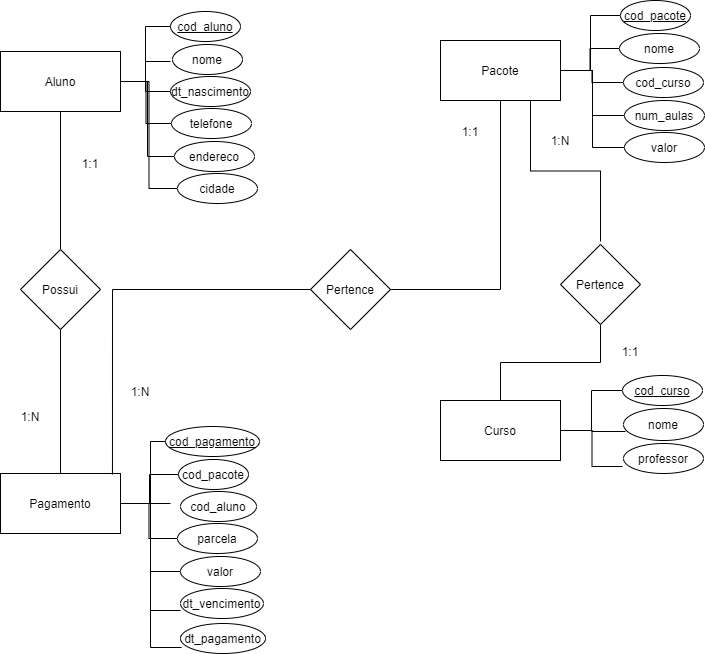 Aluno
cod_aluno
nome
dt_nascimento
telefone
endereco
cidade
1:1
Possui
1:N
Pacote
cod_pacote
nome
cod_curso
num_aulas
valor
1:1
1:N
Pertence
Pertence
1:N
1:1
Curso
cod_curso
nome
professor
Pagamento
cod_pagamento
cod_pacote
cod_aluno
parcela
valor
dt_vencimento
dt_pagamento